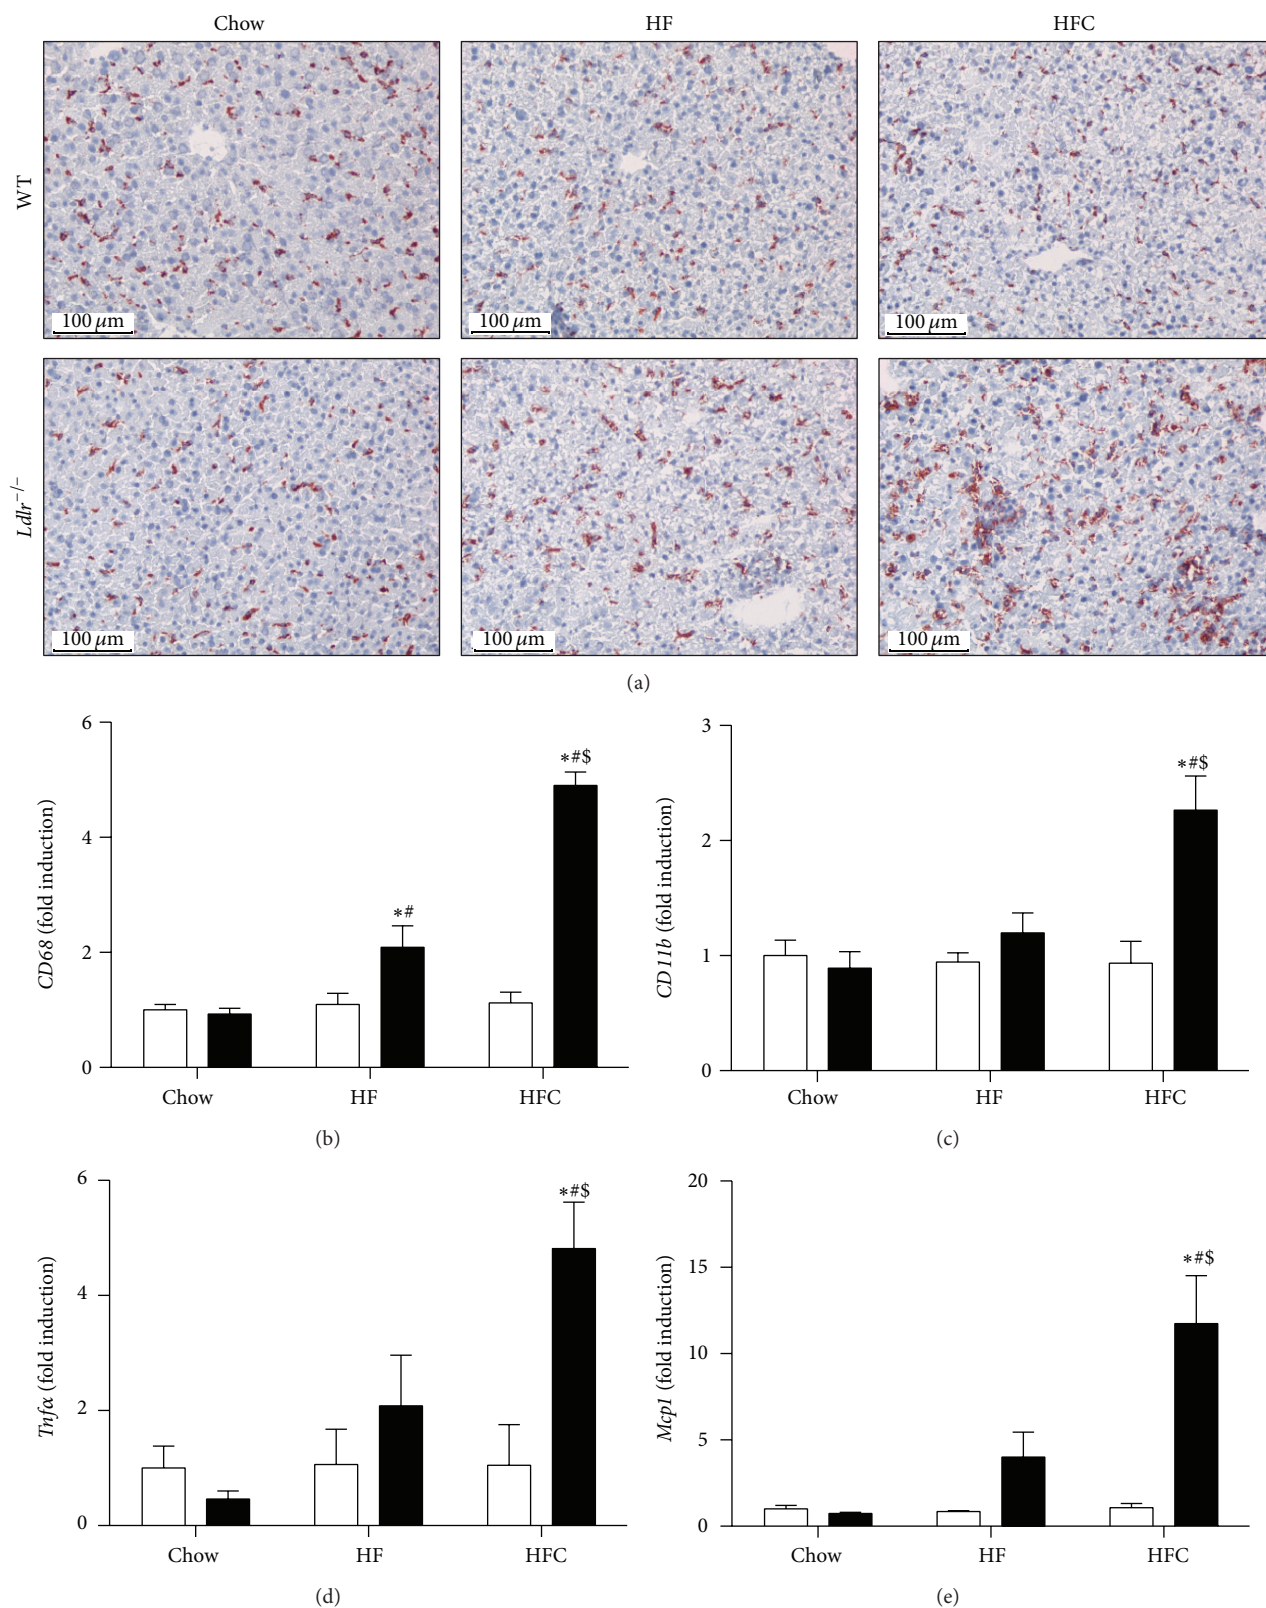 Chow HF HFC
WT
100 μm 100 μm 100 μm
Ldlr⁻/⁻
100 μm 100 μm 100 μm
(a)
CD68 (fold induction)
6
4
2
0
*#
*#$
Chow HF HFC
(b)
CD11b (fold induction)
3
2
1
0
*#$
Chow HF HFC
(c)
Tnfα (fold induction)
6
4
2
0
*#$
Chow HF HFC
(d)
Mcp1 (fold induction)
20
15
10
5
0
*#$
Chow HF HFC
(e)